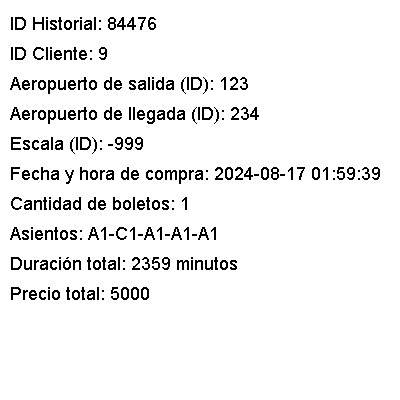 ID Historial: 84476
ID Cliente: 9
Aeropuerto de salida (ID): 123
Aeropuerto de llegada (ID): 234
Escala (ID): -999
Fecha y hora de compra: 2024-08-17 01:59:39
Cantidad de boletos: 1
Asientos: A1-C1-A1-A1-A1
Duración total: 2359 minutos
Precio total: 5000